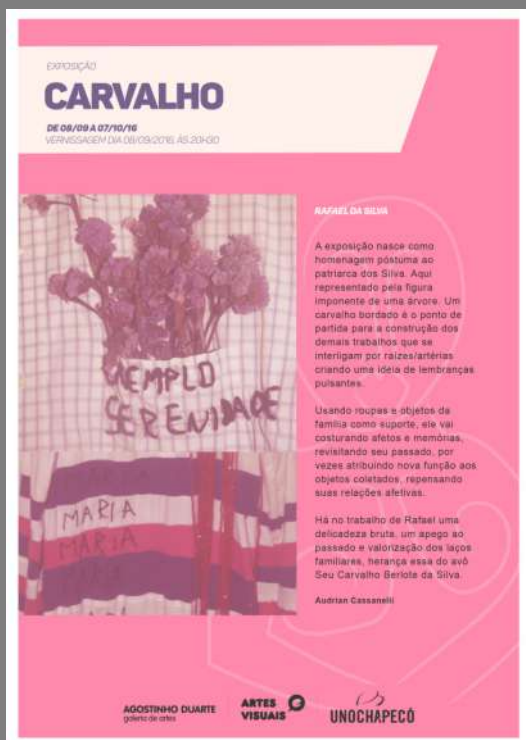 EXPOSIÇÃO
CARVALHO
DE 08/09 A 07/10/16
VERNISSAGEM DIA 08/09/2016, ÀS 20H30
RAFAEL DA SILVA
A exposição nasce como
homenagem póstuma ao
patriarca dos Silva. Aqui
representado pela figura
imponente de uma árvore. Um
carvalho bordado é o ponto de
partida para a construção dos
demais trabalhos que se
interligam por raízes/artérias
criando uma ideia de lembranças
pulsantes.
Usando roupas e objetos da
família como suporte, ele vai
costurando afetos e memórias,
revisitando seu passado, por
vezes atribuindo nova função aos
objetos coletados, repensando
suas relações afetivas.
Há no trabalho de Rafael uma
delicadeza bruta, um apego ao
passado e valorização dos laços
familiares, herança essa do avô
Seu Carvalho Berlote da Silva.
Audrian Cassanelli
EMPLO
SERENIDADE
MARIA
MARIA
AGOSTINHO DUARTE
galeria de artes
ARTES
VISUAIS
UNOCHAPECÓ